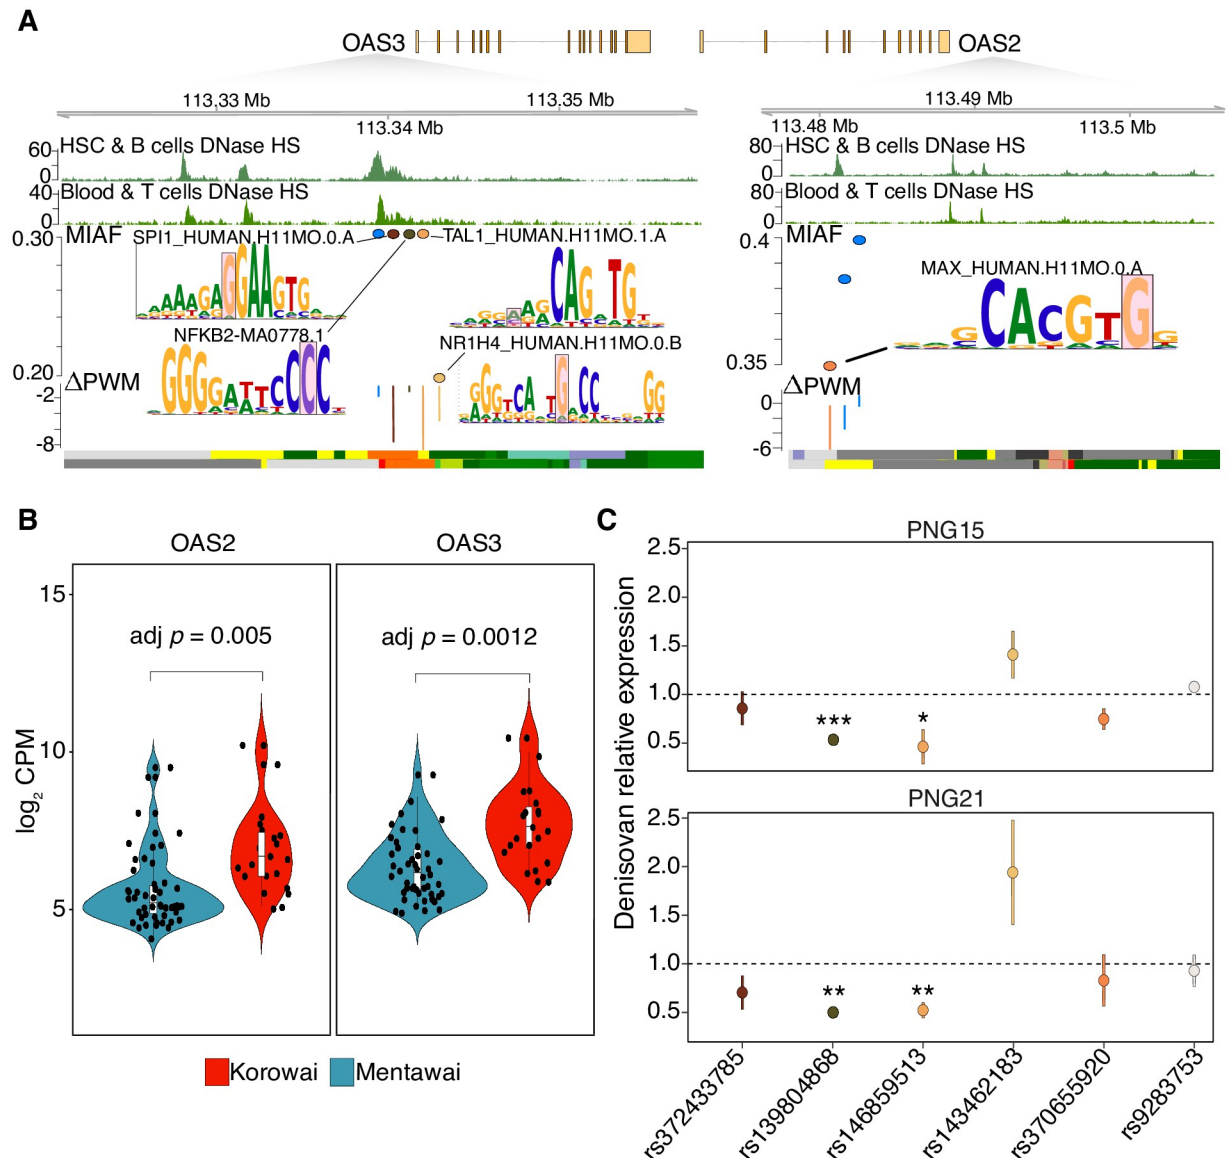 A
OAS3
OAS2
113.33 Mb
113.35 Mb
113.34 Mb
113.49 Mb
113.48 Mb
113.5 Mb
HSC & B cells DNase HS
60
0
Blood & T cells DNase HS
40
0
HSC & B cells DNase HS
80
0
Blood & T cells DNase HS
80
0
MIAF
0.30
0.20
SPI1_HUMAN.H11MO.0.A
TAL1_HUMAN.H11MO.1.A
NFKB2-MA0778.1
NR1H4_HUMAN.H11MO.0.B
ΔPWM
-2
-8
MIAF
0.4
0.35
MAX_HUMAN.H11MO.0.A
CACGTG
ΔPWM
0
-6
B
OAS2
OAS3
log2 CPM
15
10
5
adj p = 0.005
adj p = 0.0012
Korowai
Mentawai
C
PNG15
Denisovan relative expression
2.5
2.0
1.5
1.0
0.5
***
*
PNG21
2.5
2.0
1.5
1.0
0.5
**
**
rs372433785
rs139804868
rs146859513
rs143462183
rs370655920
rs9283753